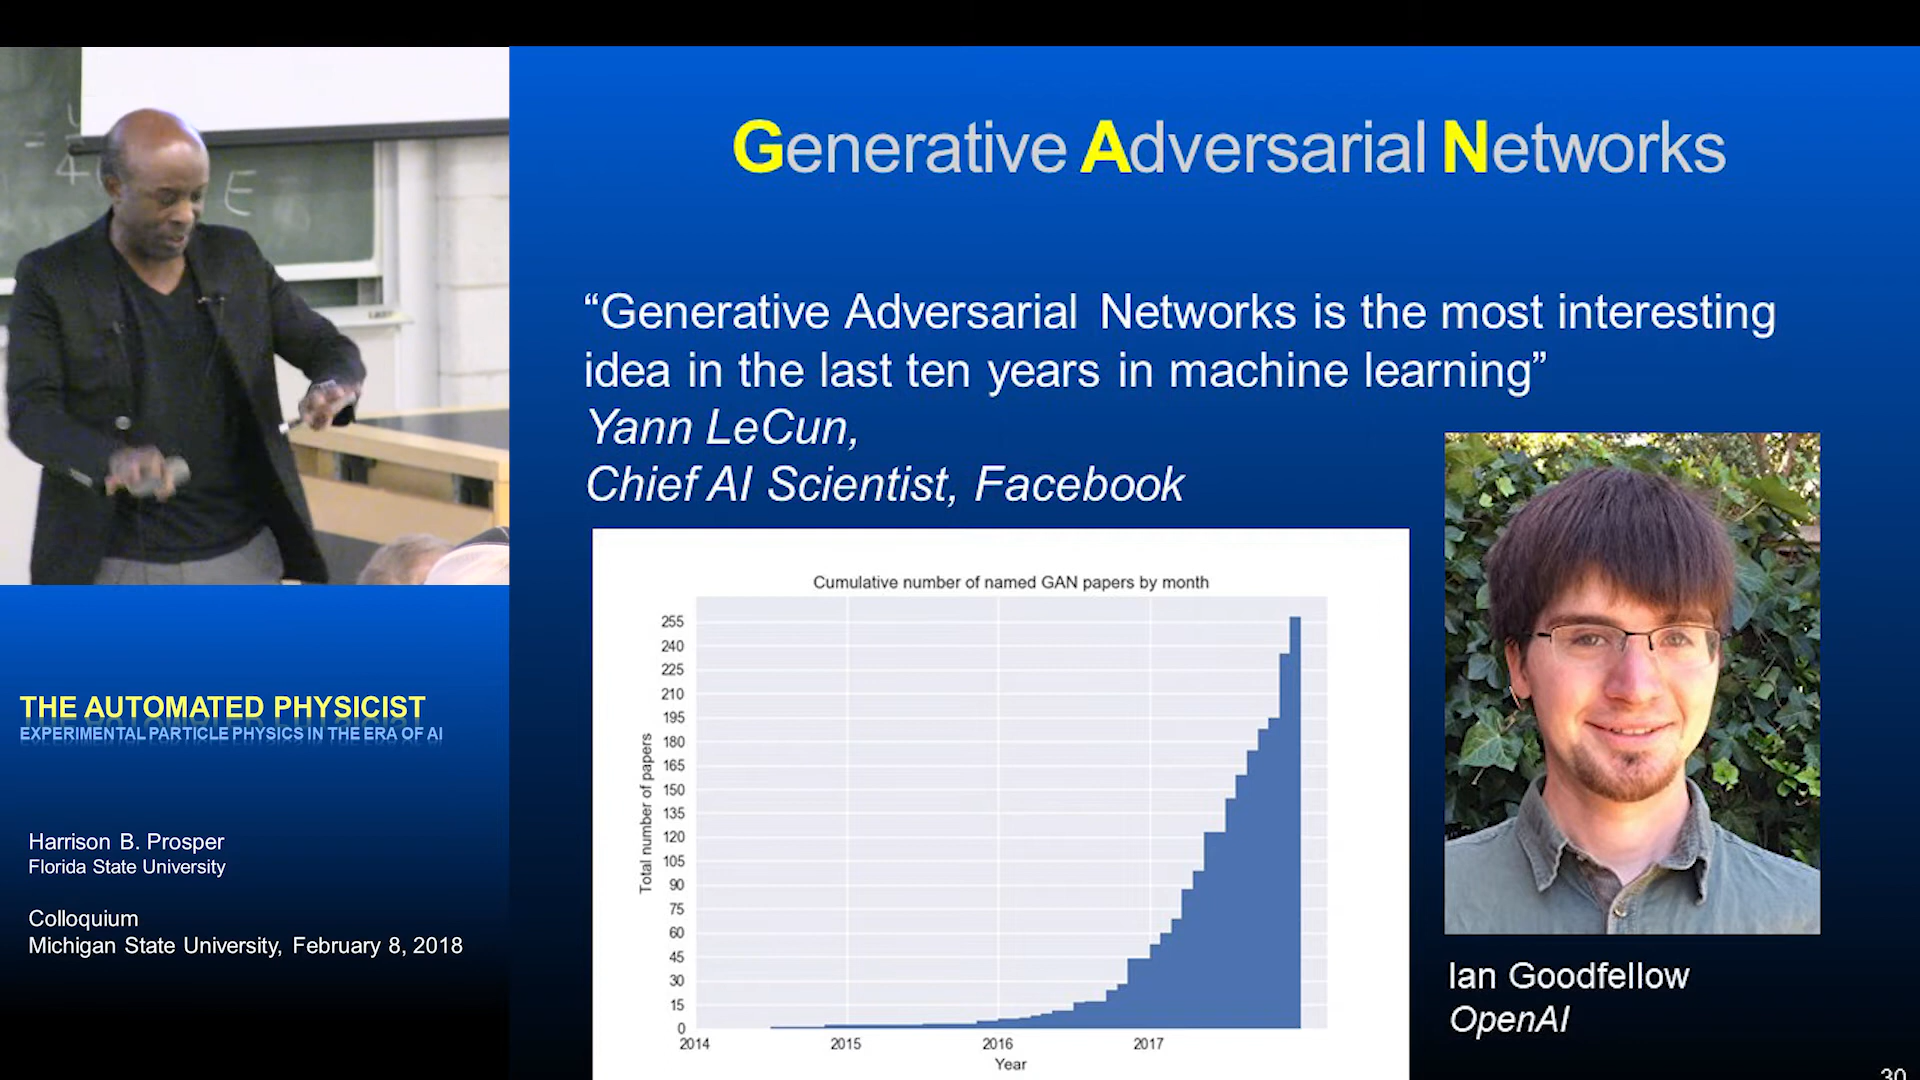 Generative Adversarial Networks
“Generative Adversarial Networks is the most interesting
idea in the last ten years in machine learning”
Yann LeCun,
Chief AI Scientist, Facebook
Cumulative number of named GAN papers by month
Total number of papers
255
240
225
210
195
180
165
150
135
120
105
90
75
60
45
30
15
0
2014 2015 2016 2017
Year
Ian Goodfellow
OpenAI
30
4
E
THE AUTOMATED PHYSICIST
EXPERIMENTAL PARTICLE PHYSICS IN THE ERA OF AI
Harrison B. Prosper
Florida State University
Colloquium
Michigan State University, February 8, 2018